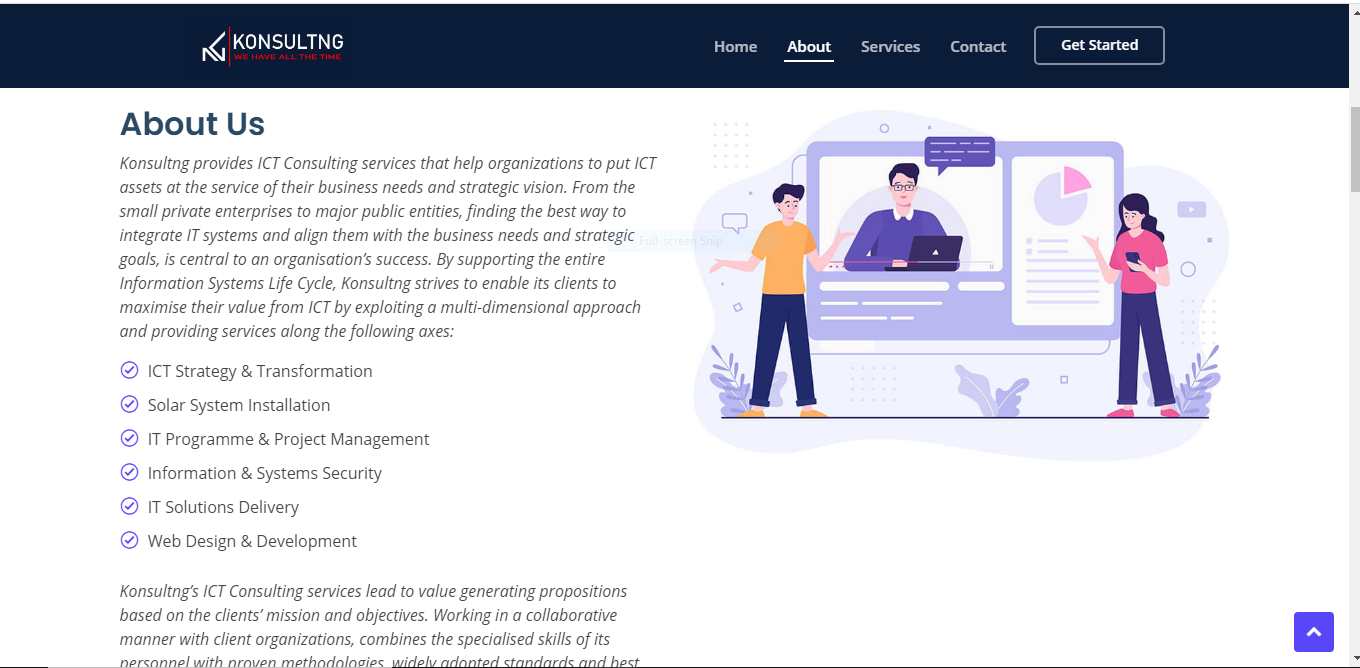 KONSULTNG
WE HAVE ALL THE TIME
Home About Services Contact Get Started
About Us
Konsultng provides ICT Consulting services that help organizations to put ICT
assets at the service of their business needs and strategic vision. From the
small private enterprises to major public entities, finding the best way to
integrate IT systems and align them with the business needs and strategic
goals, is central to an organisation’s success. By supporting the entire
Information Systems Life Cycle, Konsultng strives to enable its clients to
maximise their value from ICT by exploiting a multi-dimensional approach
and providing services along the following axes:
Full-screen Snip
ICT Strategy & Transformation
Solar System Installation
IT Programme & Project Management
Information & Systems Security
IT Solutions Delivery
Web Design & Development
Konsultng’s ICT Consulting services lead to value generating propositions
based on the clients’ mission and objectives. Working in a collaborative
manner with client organizations, combines the specialised skills of its
personnel with proven methodologies, widely adopted standards and best